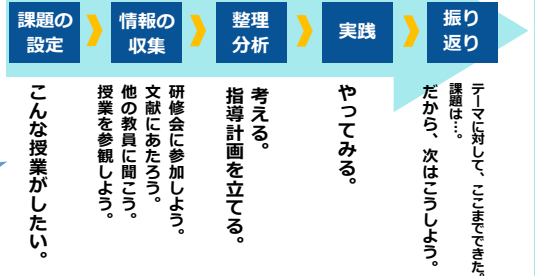 課題の
設定
情報の
収集
整理
分析
実践
振り
返り
こんな授業がしたい。
研修会に参加しよう。
文献にあたろう。
他の教員に聞こう。
授業を参観しよう。
考える。
指導計画を立てる。
やってみる。
テーマに対して、ここまでできた。
課題は…。
だから、次はこうしよう。